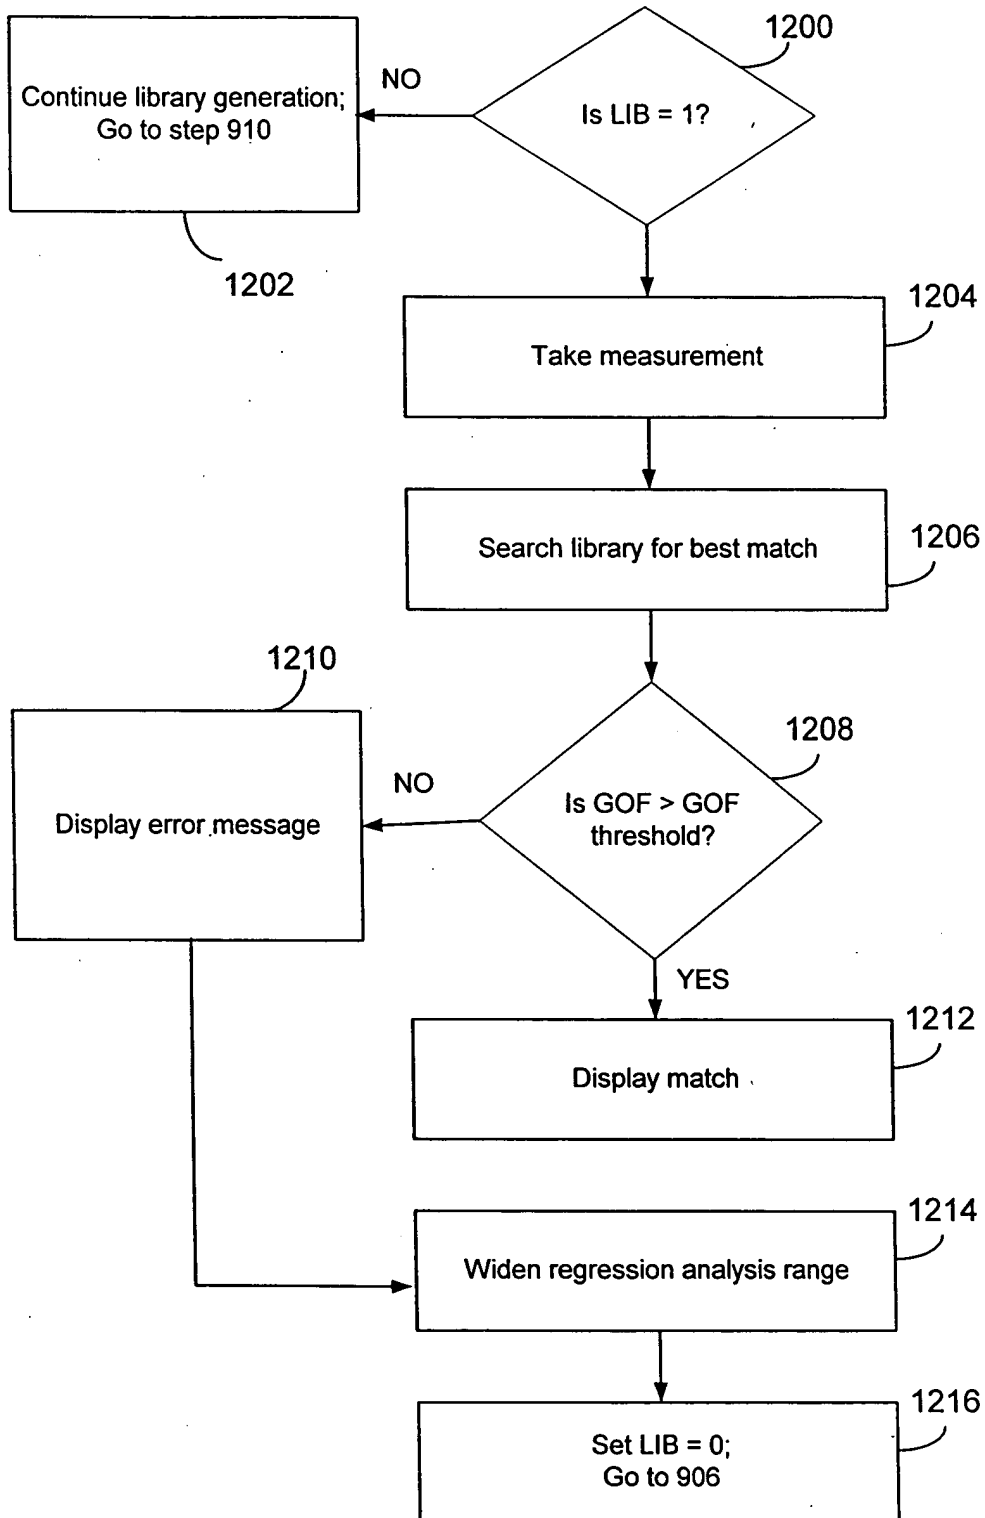 1200
NO
Continue library generation;
Go to step 910
Is LIB = 1?
1202
1204
Take measurement
1206
Search library for best match
1210
1208
NO
Is GOF > GOF
threshold?
Display error message
YES
1212
Display match
1214
Widen regression analysis range
1216
Set LIB = 0;
Go to 906